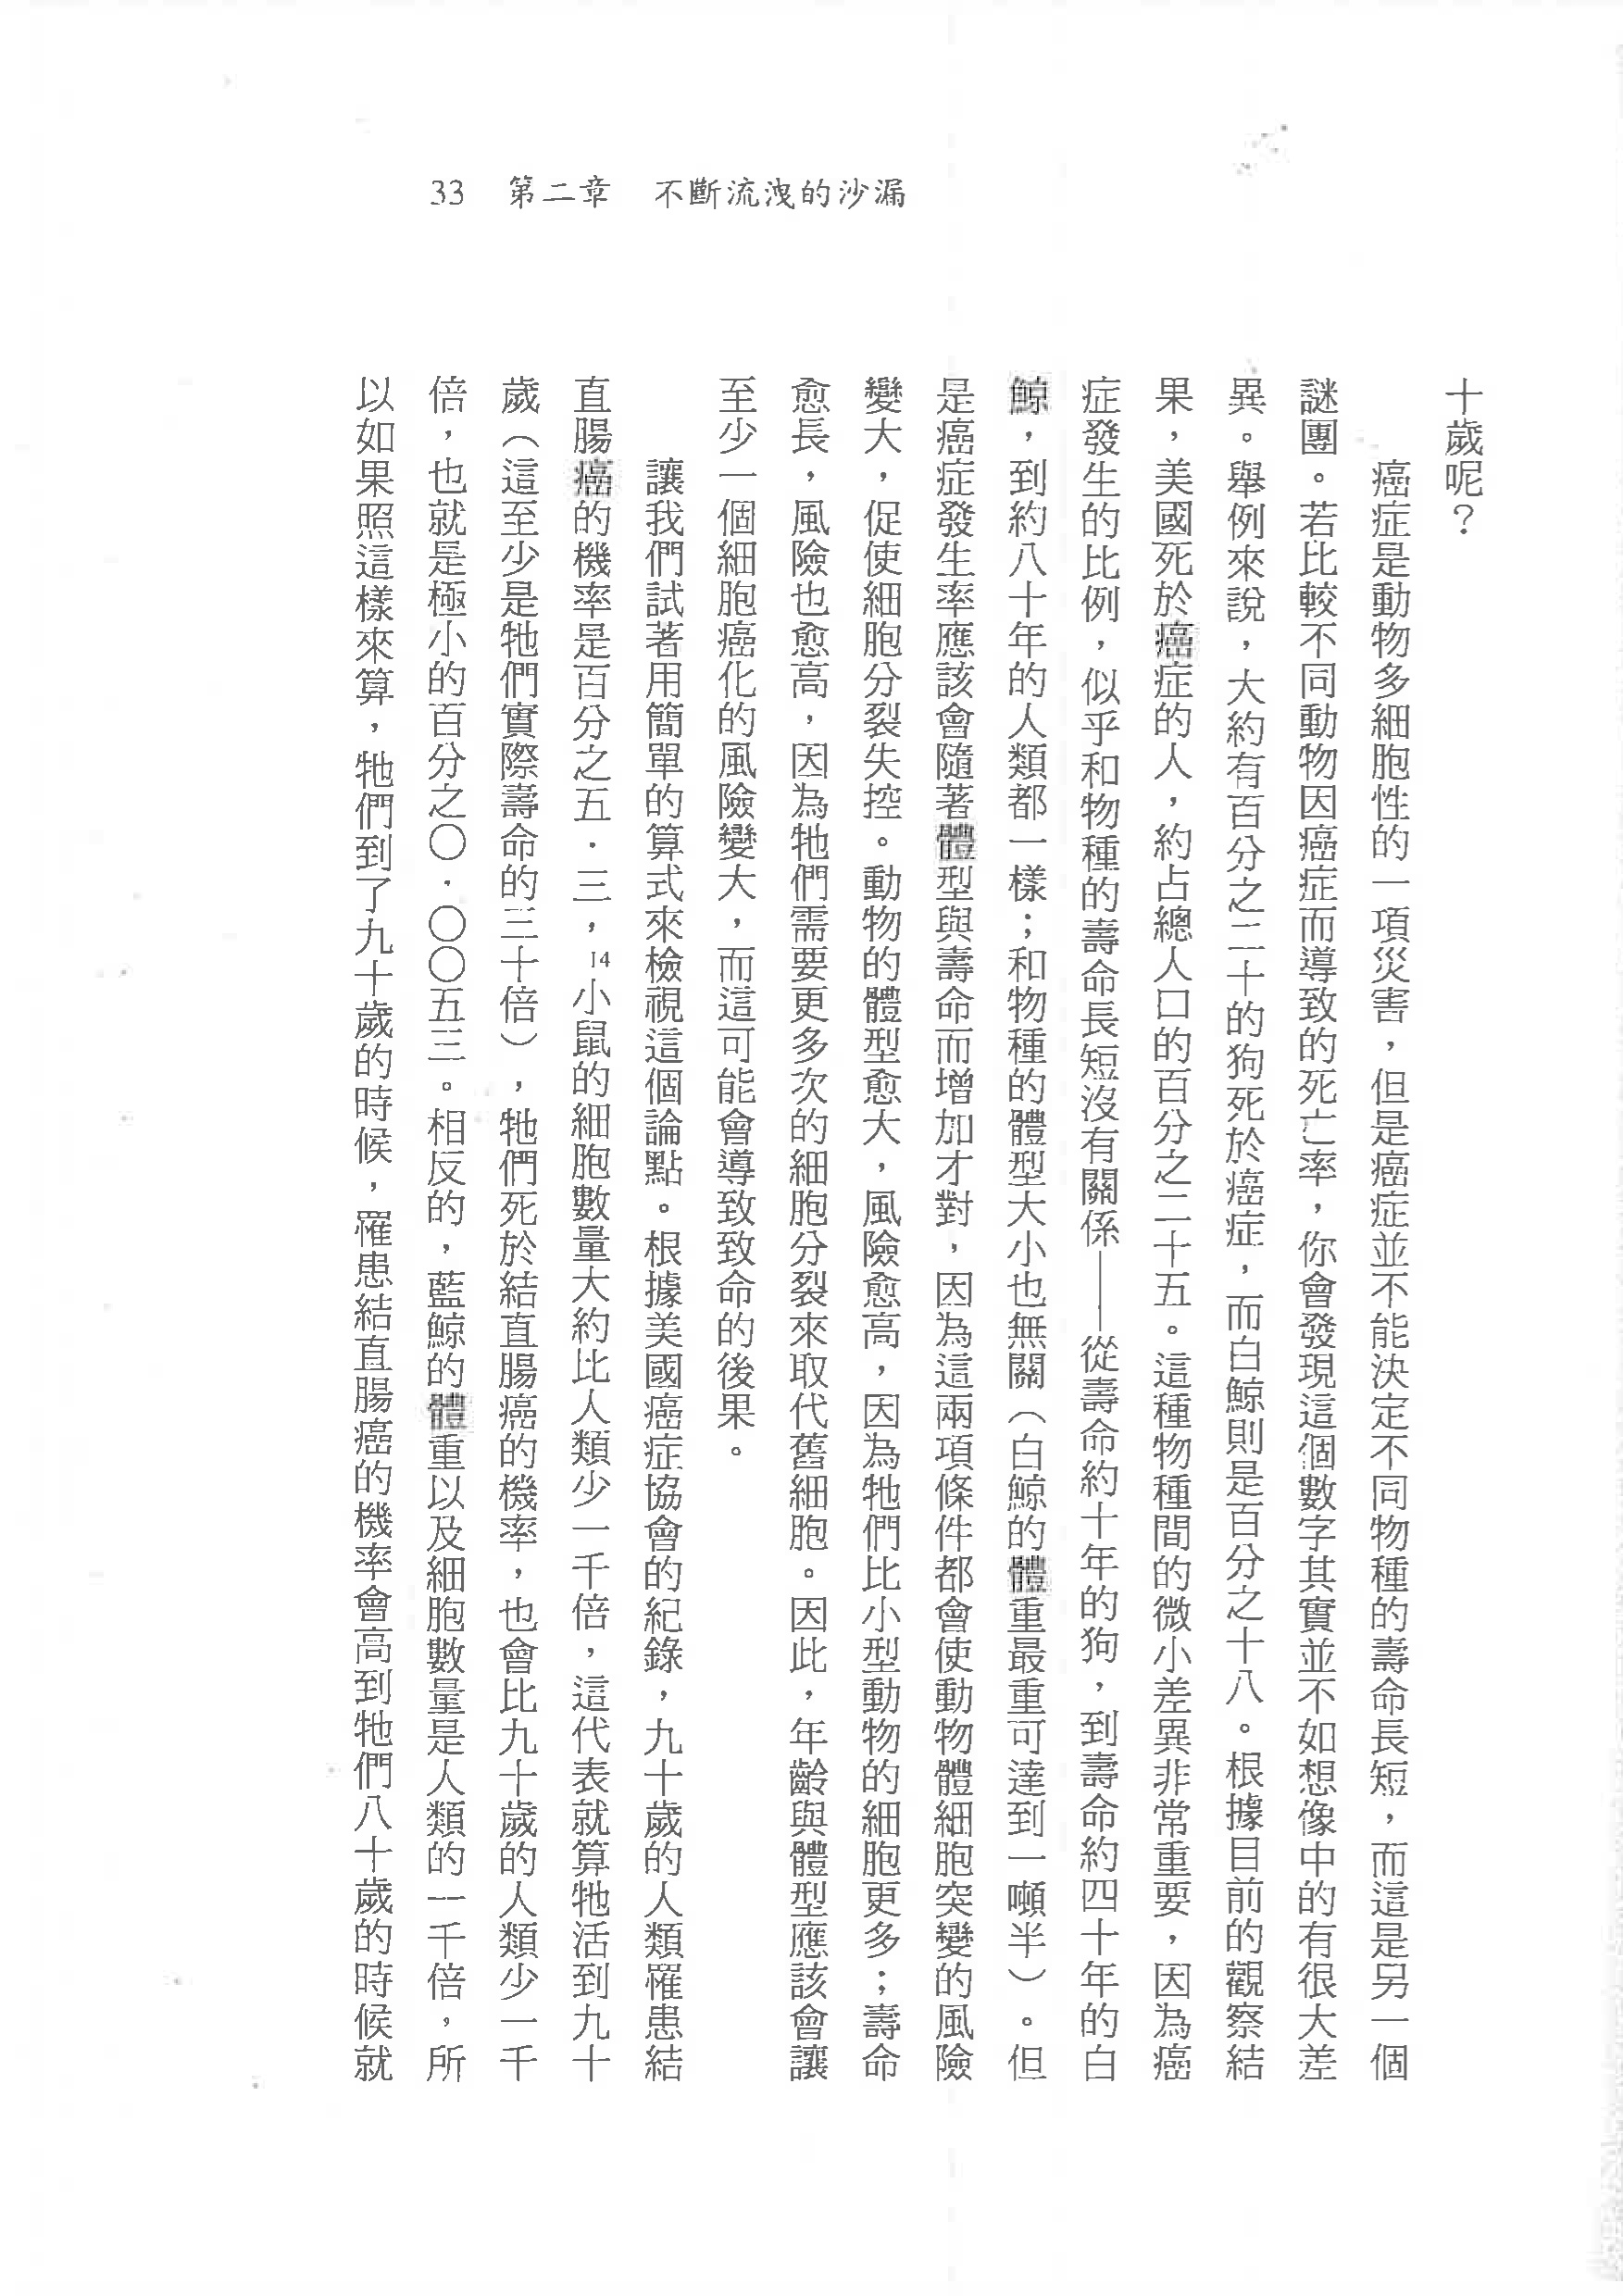 33 第二章 不斷流洩的沙漏
十歲呢？
癌症是動物多細胞性的一項災害，但是癌症並不能決定不同物種的壽命長短，而這是另一個
謎團。若比較不同動物因癌症而導致的死亡率，你會發現這個數字其實並不如想像中的有很大差
異。舉例來說，大約有百分之二十的狗死於癌症，而白鯨則是百分之十八。根據目前的觀察結
果，美國死於癌症的人，約占總人口的百分之二十五。這種物種間的微小差異非常重要，因為癌
症發生的比例，似乎和物種的壽命長短沒有關係——從壽命約十年的狗，到壽命約四十年的白
鯨，到約八十年的人類都一樣；和物種的體型大小也無關（白鯨的體重最重可達到一噸半）。但
是癌症發生率應該會隨著體型與壽命而增加才對，因為這兩項條件都會使動物體細胞突變的風險
變大，促使細胞分裂失控。動物的體型愈大，風險愈高，因為牠們比小型動物的細胞更多；壽命
愈長，風險也愈高，因為牠們需要更多次的細胞分裂來取代舊細胞。因此，年齡與體型應該會讓
至少一個細胞癌化的風險變大，而這可能會導致致命的後果。
讓我們試著用簡單的算式來檢視這個論點。根據美國癌症協會的紀錄，九十歲的人類罹患結
直腸癌的機率是百分之五．三，14小鼠的細胞數量大約比人類少一千倍，這代表就算牠活到九十
歲（這至少是牠們實際壽命的三十倍），牠們死於結直腸癌的機率，也會比九十歲的人類少一千
倍，也就是極小的百分之〇．〇〇五三。相反的，藍鯨的體重以及細胞數量是人類的一千倍，所
以如果照這樣來算，牠們到了九十歲的時候，罹患結直腸癌的機率會高到牠們八十歲的時候就